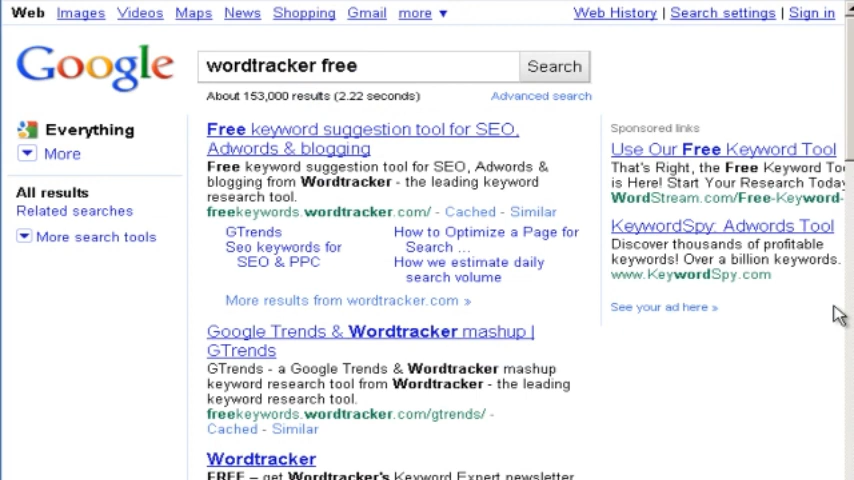 Web Images Videos Maps News Shopping Gmail more ▼ Web History | Search settings | Sign in
Google
wordtracker free Search
About 153,000 results (2.22 seconds) Advanced search
Everything
More
All results
Related searches
More search tools
Free keyword suggestion tool for SEO,
Adwords & blogging
Free keyword suggestion tool for SEO, Adwords &
blogging from Wordtracker - the leading keyword
research tool.
freekeywords.wordtracker.com/ - Cached - Similar
GTrends
Seo keywords for
SEO & PPC
How to Optimize a Page for
Search ...
How we estimate daily
search volume
More results from wordtracker.com »
Google Trends & Wordtracker mashup |
GTrends
GTrends - a Google Trends & Wordtracker mashup
keyword research tool from Wordtracker - the leading
keyword research tool.
freekeywords.wordtracker.com/gtrends/ -
Cached - Similar
Wordtracker
FREE – get Wordtracker's Keyword Expert newsletter
Sponsored links
Use Our Free Keyword Tool
That's Right, the Free Keyword Too
is Here! Start Your Research Today
WordStream.com/Free-Keyword-
KeywordSpy: Adwords Tool
Discover thousands of profitable
keywords! Over a billion keywords.
www.KeywordSpy.com
See your ad here »